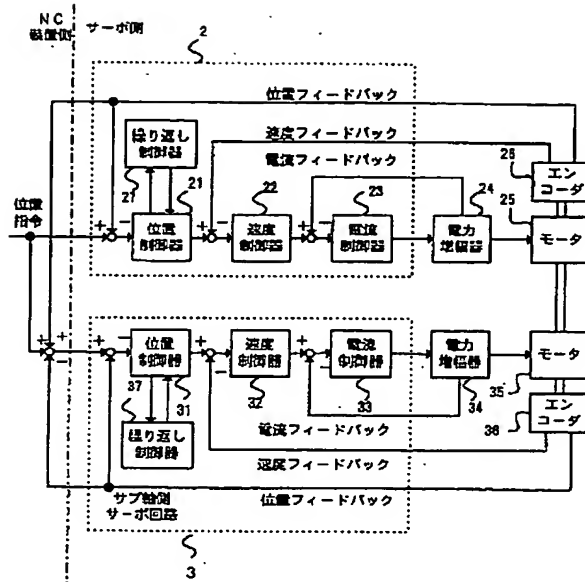 NC
装置側
サーボ側
2
位置フィードバック
繰り返し
制御器
速度フィードバック
電流フィードバック
26
エン
コーダ
27
21
22
23
24
25
位置
指令
+
-
位置
制御器
+
-
速度
制御器
+
-
電流
制御器
電力
増幅器
モータ
+
+
-
+
-
位置
制御器
+
-
速度
制御器
+
-
電流
制御器
電力
増幅器
モータ
37
31
32
33
34
35
繰り返し
制御器
電流フィードバック
36
エン
コーダ
速度フィードバック
サブ軸側
サーボ回路
位置フィードバック
3